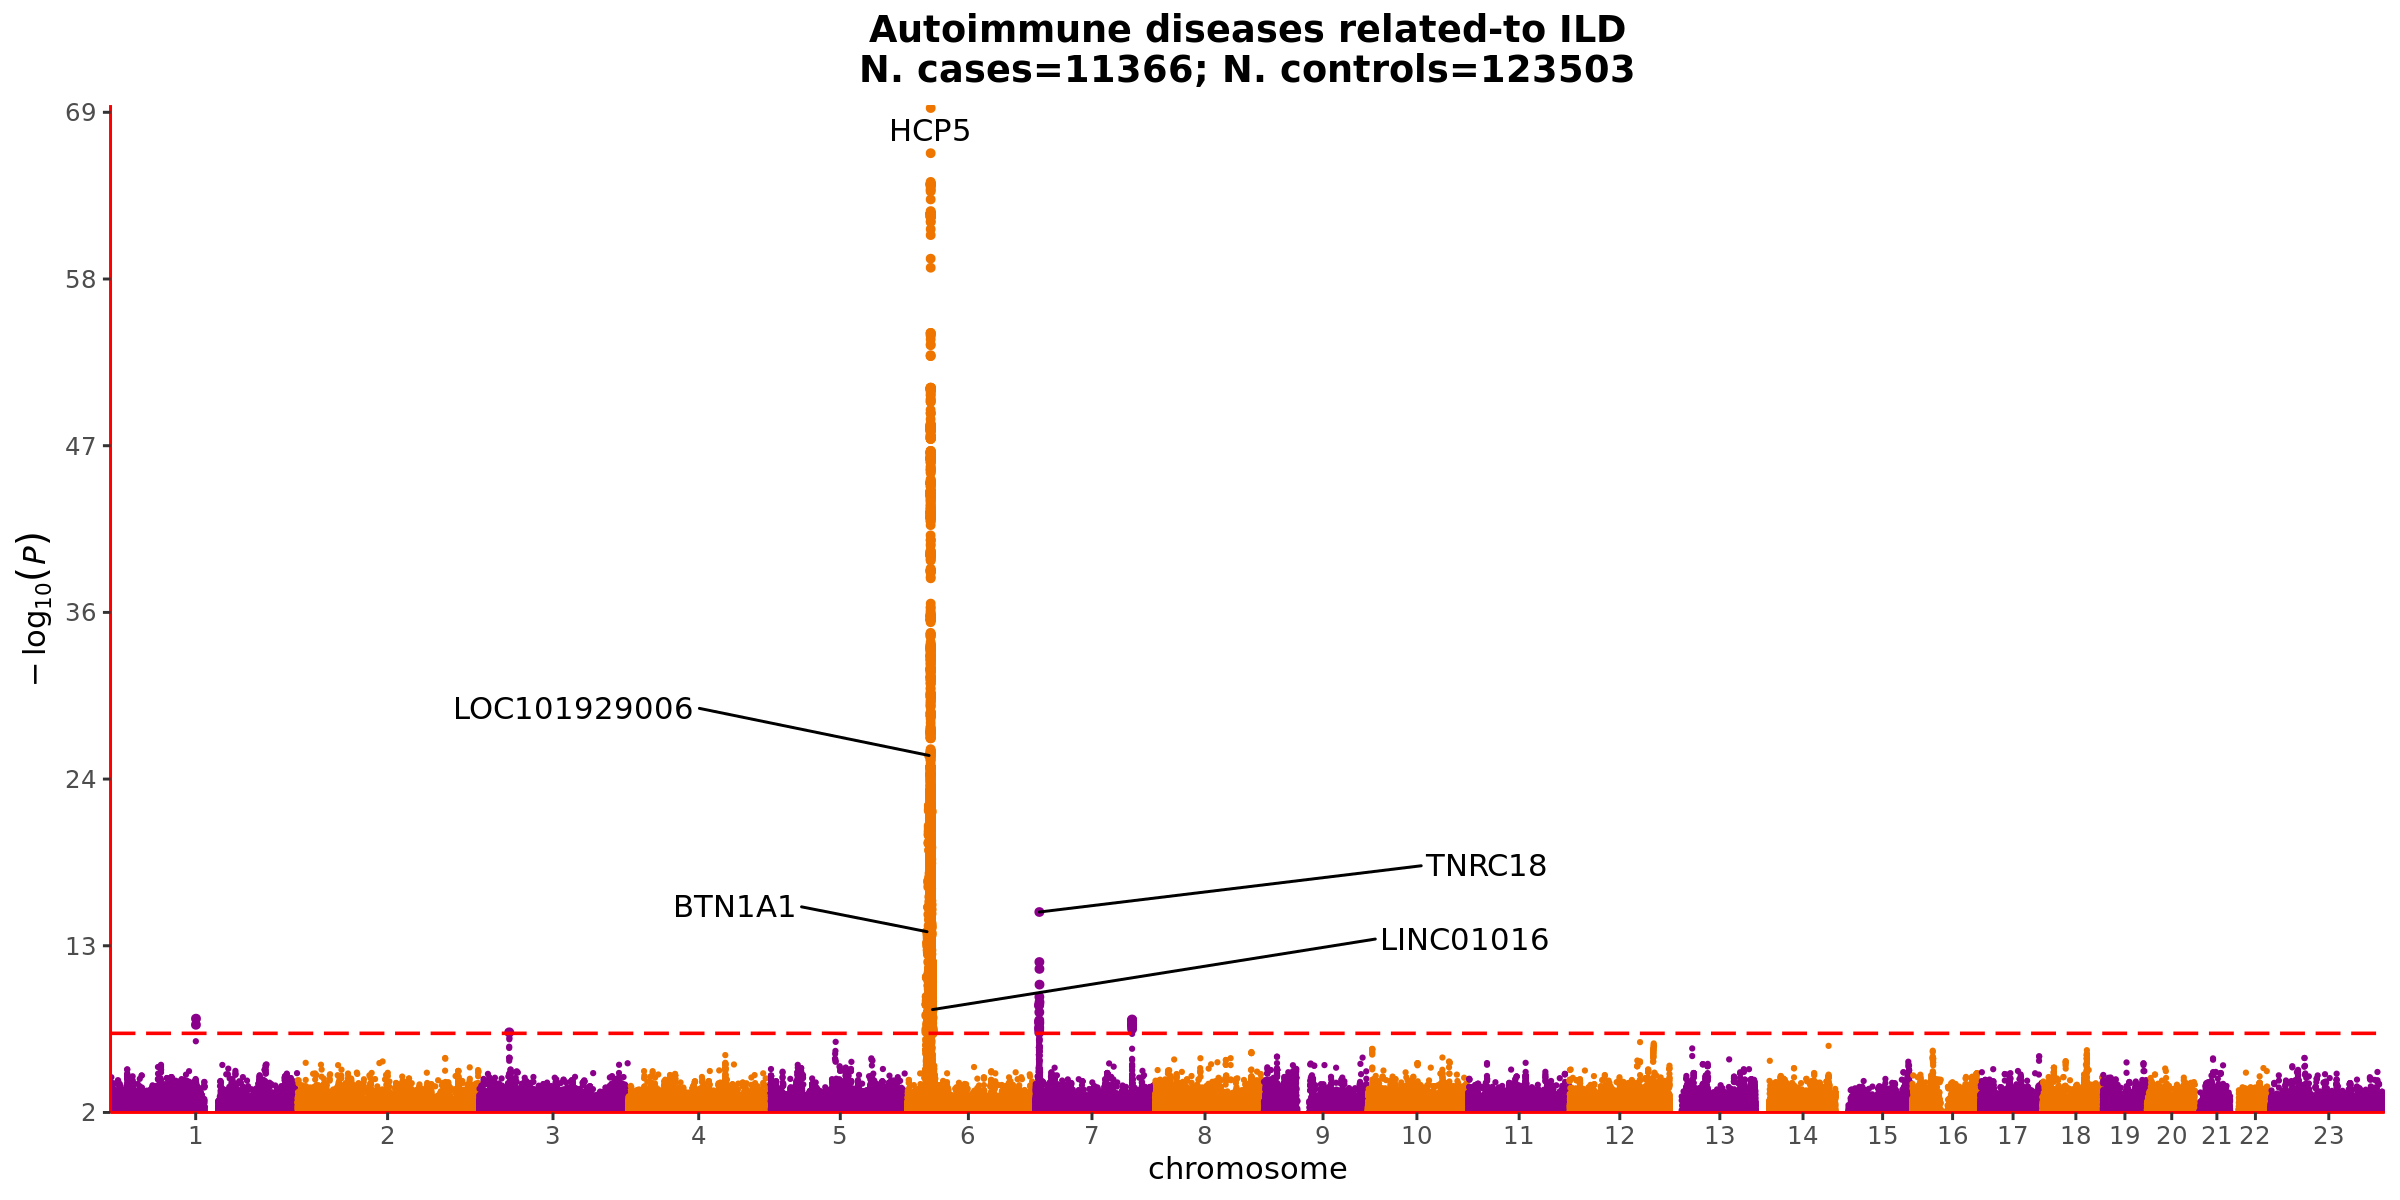 Autoimmune diseases related-to ILD
N. cases=11366; N. controls=123503
69
HCP5
58
47
36
− log10(P)
LOC101929006
24
TNRC18
BTN1A1
13
LINC01016
2
1 2 3 4 5 6 7 8 9 10 11 12 13 14 15 16 17 18 19 20 21 22 23
chromosome